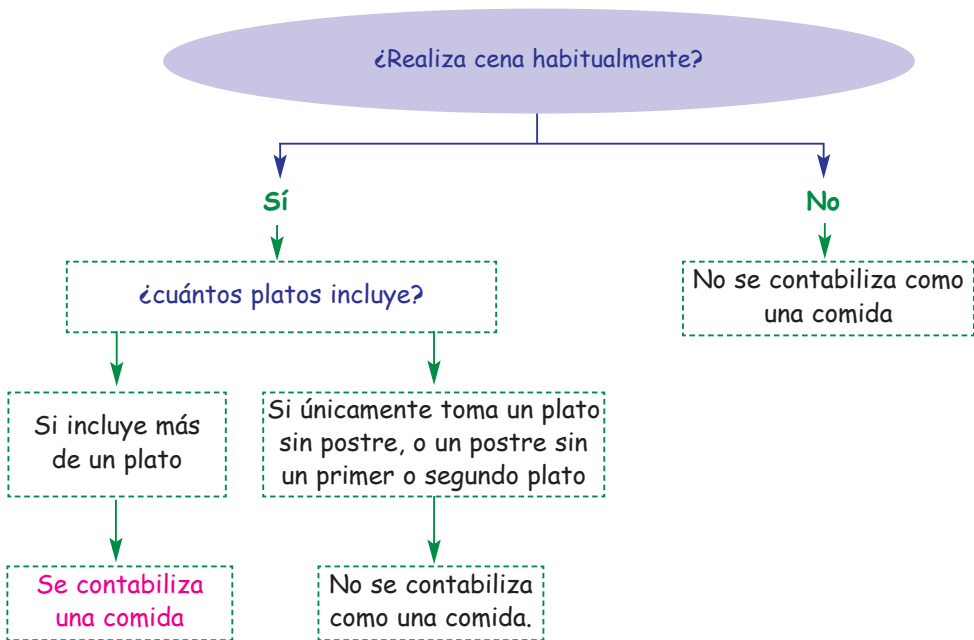 ¿Realiza cena habitualmente?
Sí
No
¿cuántos platos incluye?
No se contabiliza como
una comida
Si incluye más
de un plato
Si únicamente toma un plato
sin postre, o un postre sin
un primer o segundo plato
Se contabiliza
una comida
No se contabiliza
como una comida.